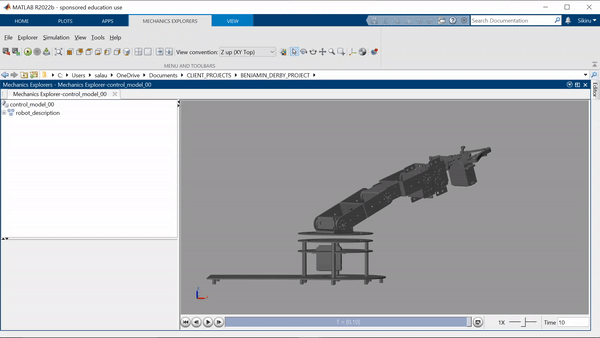 MATLAB R2022b - sponsored education use
HOME PLOTS APPS MECHANICS EXPLORERS VIEW Search Documentation Sikiru
File Explorer Simulation View Tools Help
View convention: Z up (XY Top)
MENU AND TOOLBARS
C: Users salau OneDrive Documents CLIENT_PROJECTS BENJAMIN_DERBY_PROJECT
Mechanics Explorers - Mechanics Explorer-control_model_00
Mechanics Explorer-control_model_00
Editor
control_model_00
robot_description
T = [0, 10]
1X Time 10